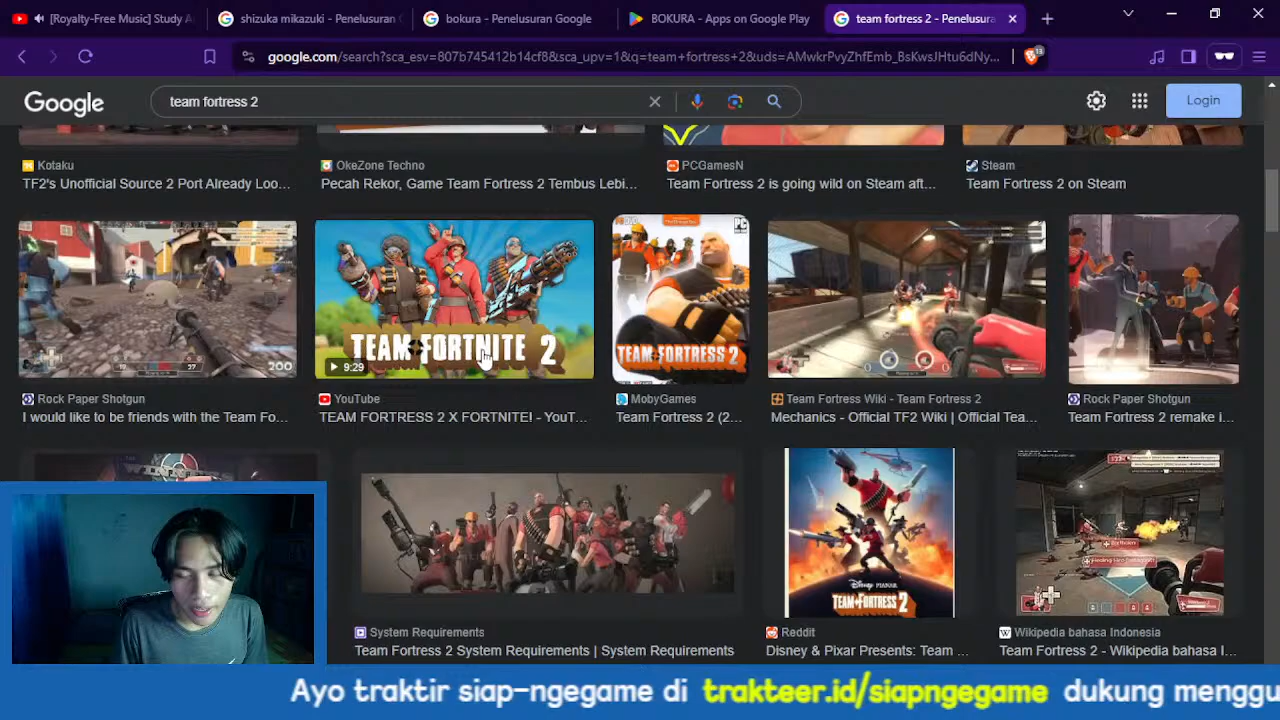 [Royalty-Free Music] Study A
shizuka mikazuki - Penelusuran
bokura - Penelusuran Google
BOKURA - Apps on Google Play
team fortress 2 - Penelusura
google.com/search?sca_esv=807b745412b14cf8&sca_upv=1&q=team+fortress+2&uds=AMwkrPvyZhfEmb_BsKwsJHtu6dNy...
13
Google
team fortress 2
Login
Kotaku
TF2's Unofficial Source 2 Port Already Loo...
OkeZone Techno
Pecah Rekor, Game Team Fortress 2 Tembus Lebi...
PCGamesN
Team Fortress 2 is going wild on Steam aft...
Steam
Team Fortress 2 on Steam
200
TEAM FORTNITE 2
9:29
PC
TEAM FORTRESS 2
Rock Paper Shotgun
I would like to be friends with the Team Fo...
YouTube
TEAM FORTRESS 2 X FORTNITE! - YouT...
MobyGames
Team Fortress 2 (2...
Team Fortress Wiki - Team Fortress 2
Mechanics - Official TF2 Wiki | Official Tea...
Rock Paper Shotgun
Team Fortress 2 remake i...
DISNEY PIXAR
TEAM FORTRESS 2
System Requirements
Team Fortress 2 System Requirements | System Requirements
Reddit
Disney & Pixar Presents: Team ...
Wikipedia bahasa Indonesia
Team Fortress 2 - Wikipedia bahasa I...
Ayo traktir siap-ngegame di trakteer.id/siapngegame dukung menggu